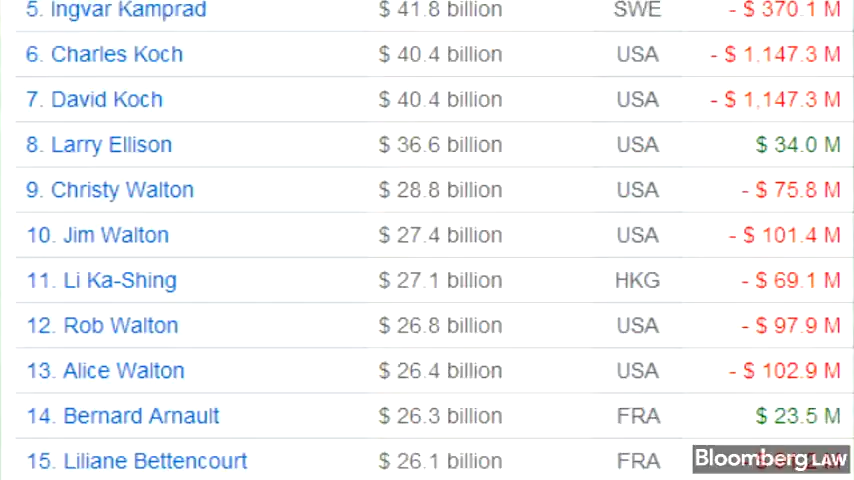 5. Ingvar Kamprad $ 41.8 billion SWE - $ 370.1 M
6. Charles Koch $ 40.4 billion USA - $ 1,147.3 M
7. David Koch $ 40.4 billion USA - $ 1,147.3 M
8. Larry Ellison $ 36.6 billion USA $ 34.0 M
9. Christy Walton $ 28.8 billion USA - $ 75.8 M
10. Jim Walton $ 27.4 billion USA - $ 101.4 M
11. Li Ka-Shing $ 27.1 billion HKG - $ 69.1 M
12. Rob Walton $ 26.8 billion USA - $ 97.9 M
13. Alice Walton $ 26.4 billion USA - $ 102.9 M
14. Bernard Arnault $ 26.3 billion FRA $ 23.5 M
15. Liliane Bettencourt $ 26.1 billion FRA
Bloomberg LAW